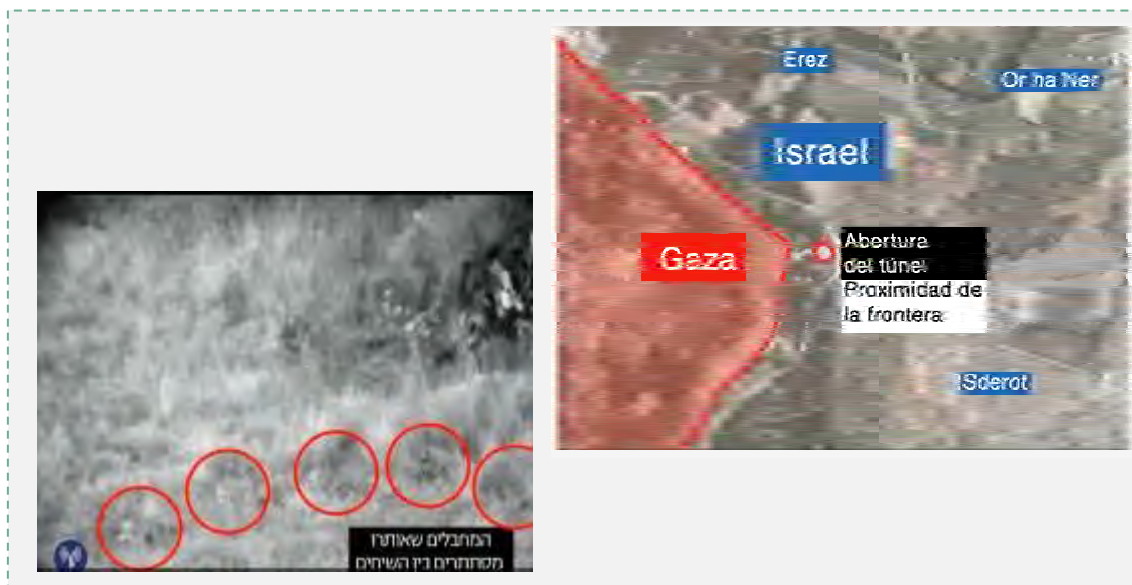 המחבלים שאותרו
מסתתרים בין השיחים
Erez
Or ha Ner
Israel
Gaza
Abertura
del túnel
Proximidad de
la frontera
Sderot